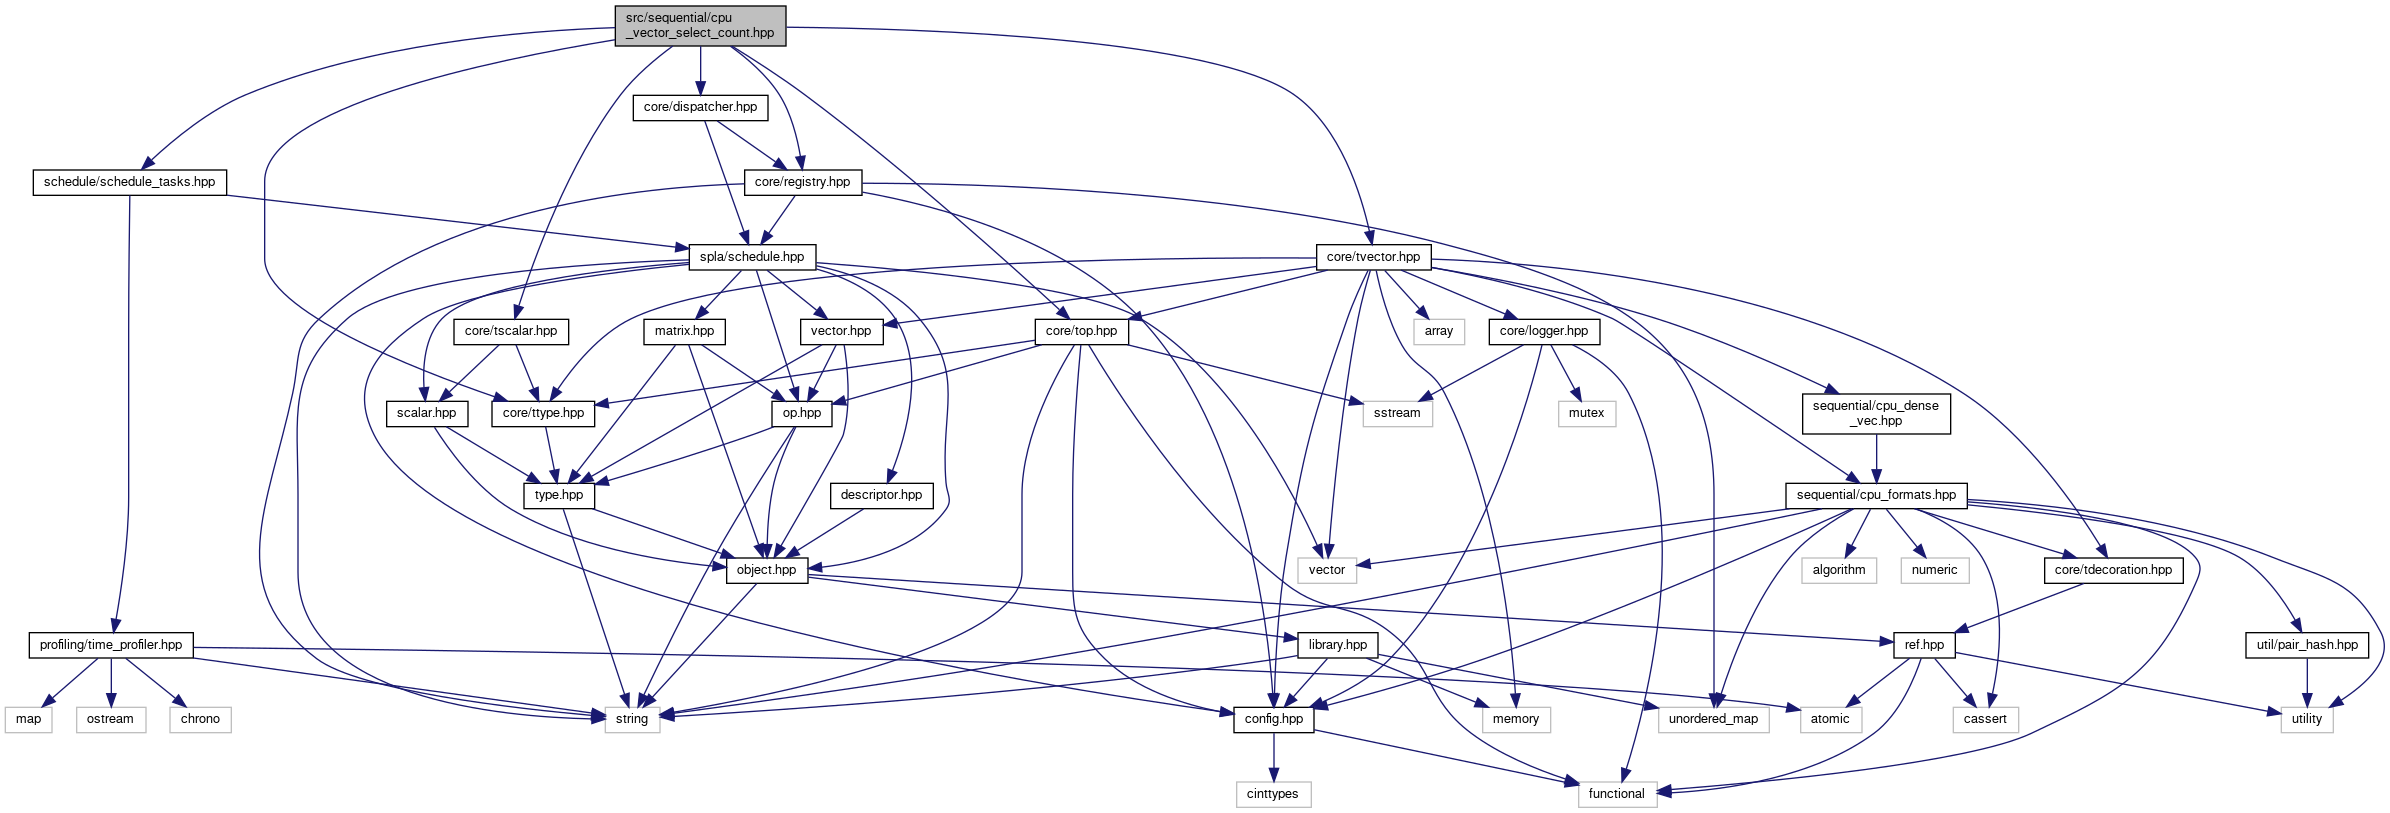 src/sequential/cpu
_vector_select_count.hpp
core/dispatcher.hpp
schedule/schedule_tasks.hpp
core/registry.hpp
spla/schedule.hpp
core/tvector.hpp
core/tscalar.hpp
matrix.hpp
vector.hpp
core/top.hpp
array
core/logger.hpp
scalar.hpp
core/ttype.hpp
op.hpp
sstream
mutex
sequential/cpu_dense
_vec.hpp
type.hpp
descriptor.hpp
sequential/cpu_formats.hpp
object.hpp
vector
algorithm
numeric
core/tdecoration.hpp
profiling/time_profiler.hpp
library.hpp
ref.hpp
util/pair_hash.hpp
map
ostream
chrono
string
config.hpp
memory
unordered_map
atomic
cassert
utility
cinttypes
functional